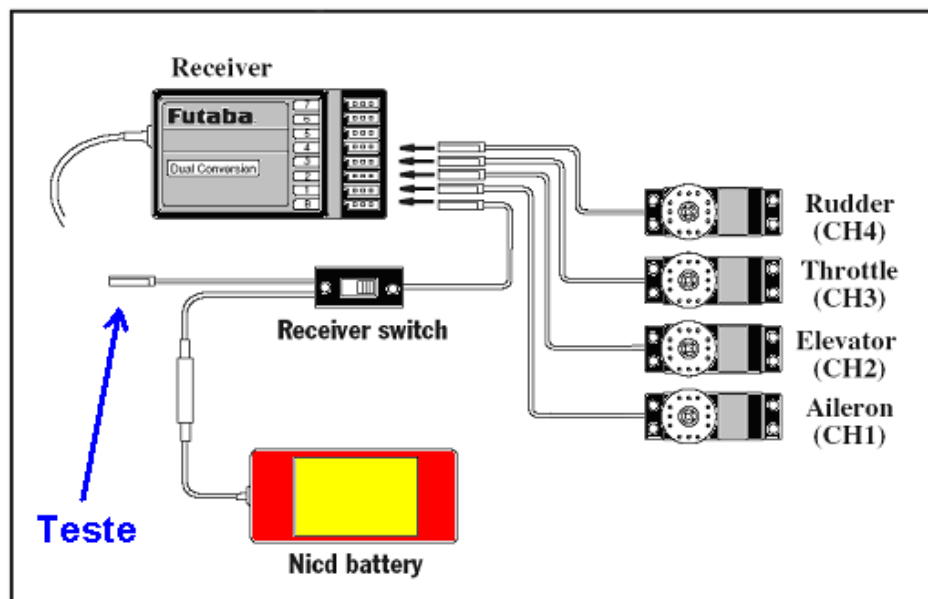 Receiver
Futaba
Dual Conversion
7
6
5
4
3
2
1
8
Rudder
(CH4)
Throttle
(CH3)
Elevator
(CH2)
Aileron
(CH1)
Receiver switch
Teste
Nicd battery